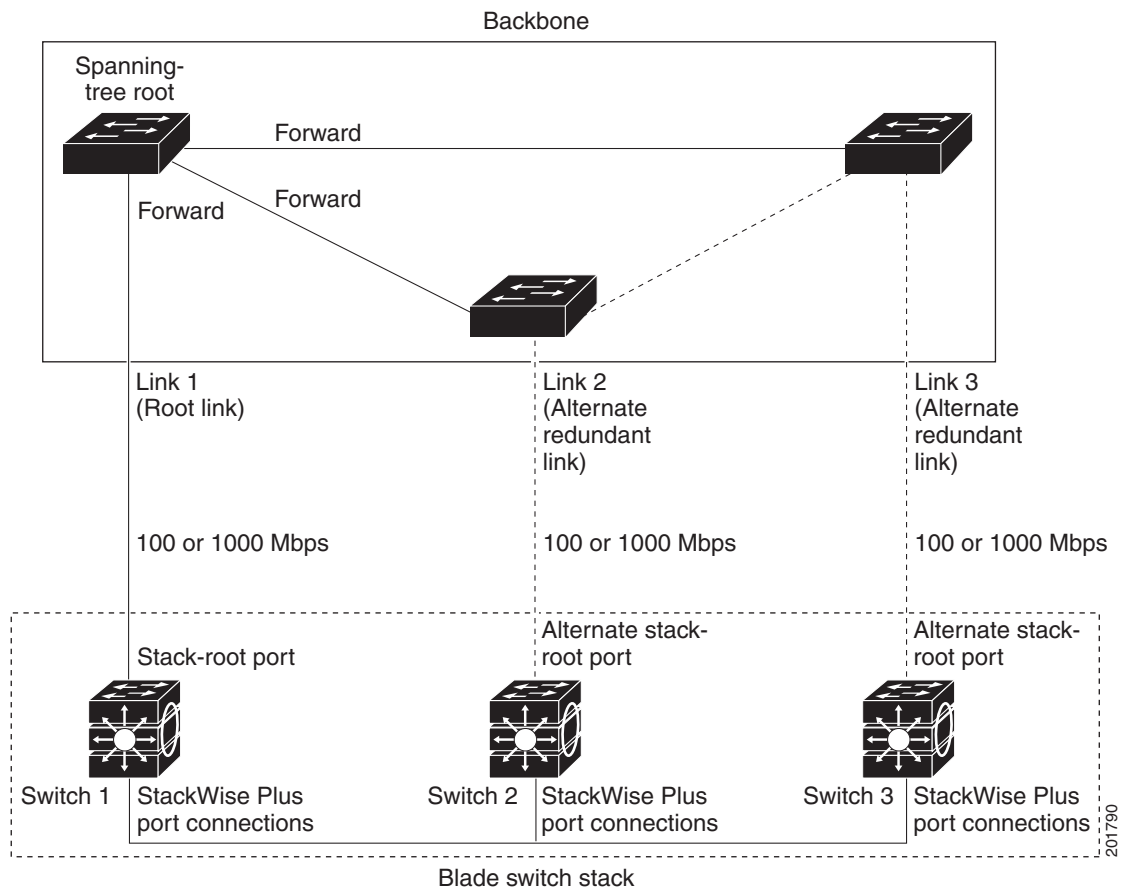 Backbone
Spanning-
tree root
Forward
Forward
Forward
Link 1
(Root link)
Link 2
(Alternate
redundant
link)
Link 3
(Alternate
redundant
link)
100 or 1000 Mbps
100 or 1000 Mbps
100 or 1000 Mbps
Stack-root port
Alternate stack-
root port
Alternate stack-
root port
Switch 1
StackWise Plus
port connections
Switch 2
StackWise Plus
port connections
Switch 3
StackWise Plus
port connections
201790
Blade switch stack